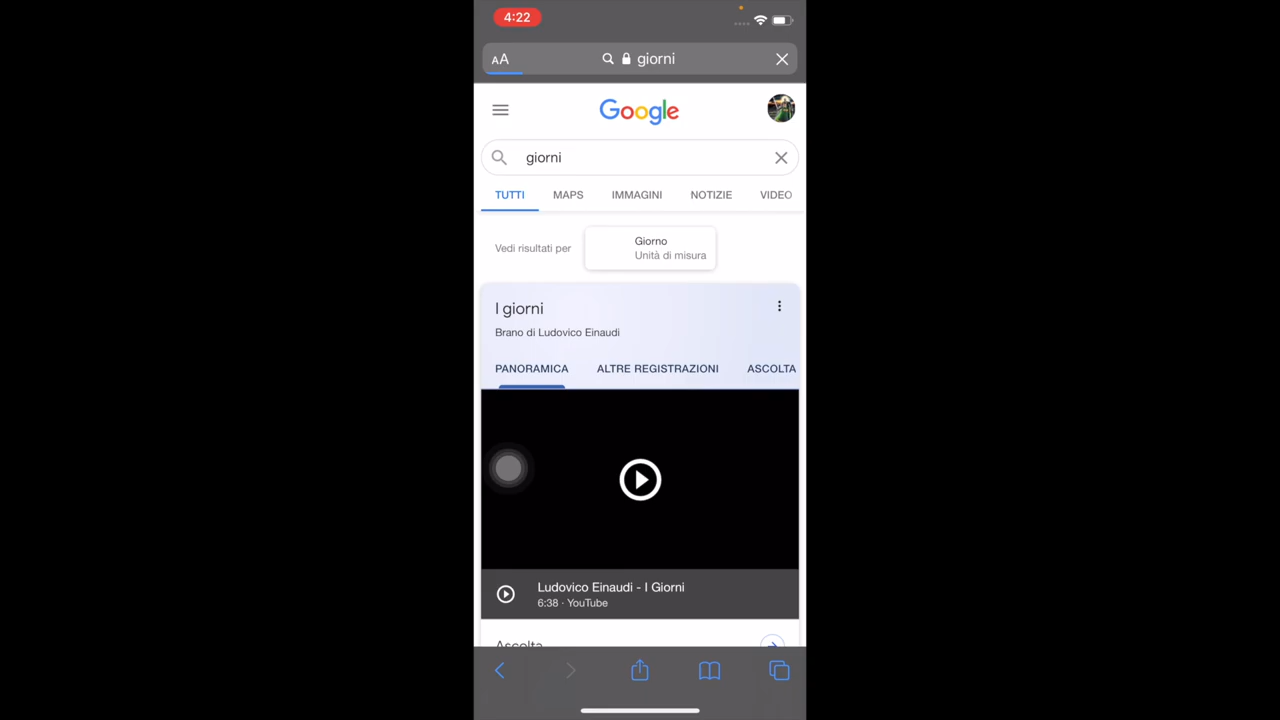 4:22
AA
giorni
Google
giorni
TUTTI MAPS IMMAGINI NOTIZIE VIDEO
Vedi risultati per
Giorno
Unità di misura
I giorni
Brano di Ludovico Einaudi
PANORAMICA ALTRE REGISTRAZIONI ASCOLTA
Ludovico Einaudi - I Giorni
6:38 · YouTube
Ascolta